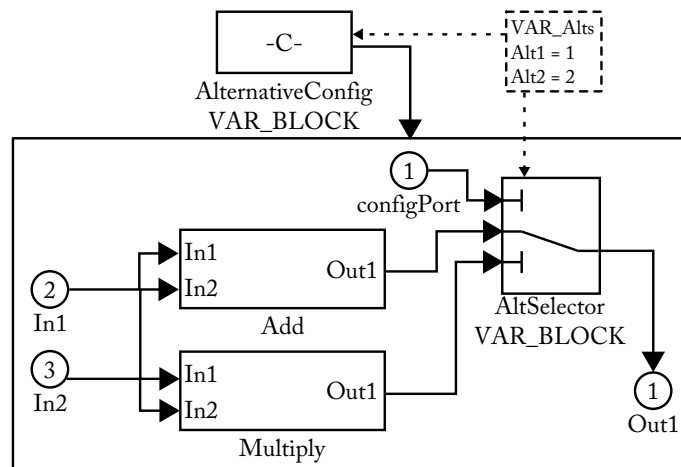 -C-
VAR_Alts
Alt1 = 1
Alt2 = 2
AlternativeConfig
VAR_BLOCK
1
configPort
In1
In2
Out1
Add
2
In1
AltSelector
VAR_BLOCK
3
In2
In1
In2
Out1
Multiply
1
Out1